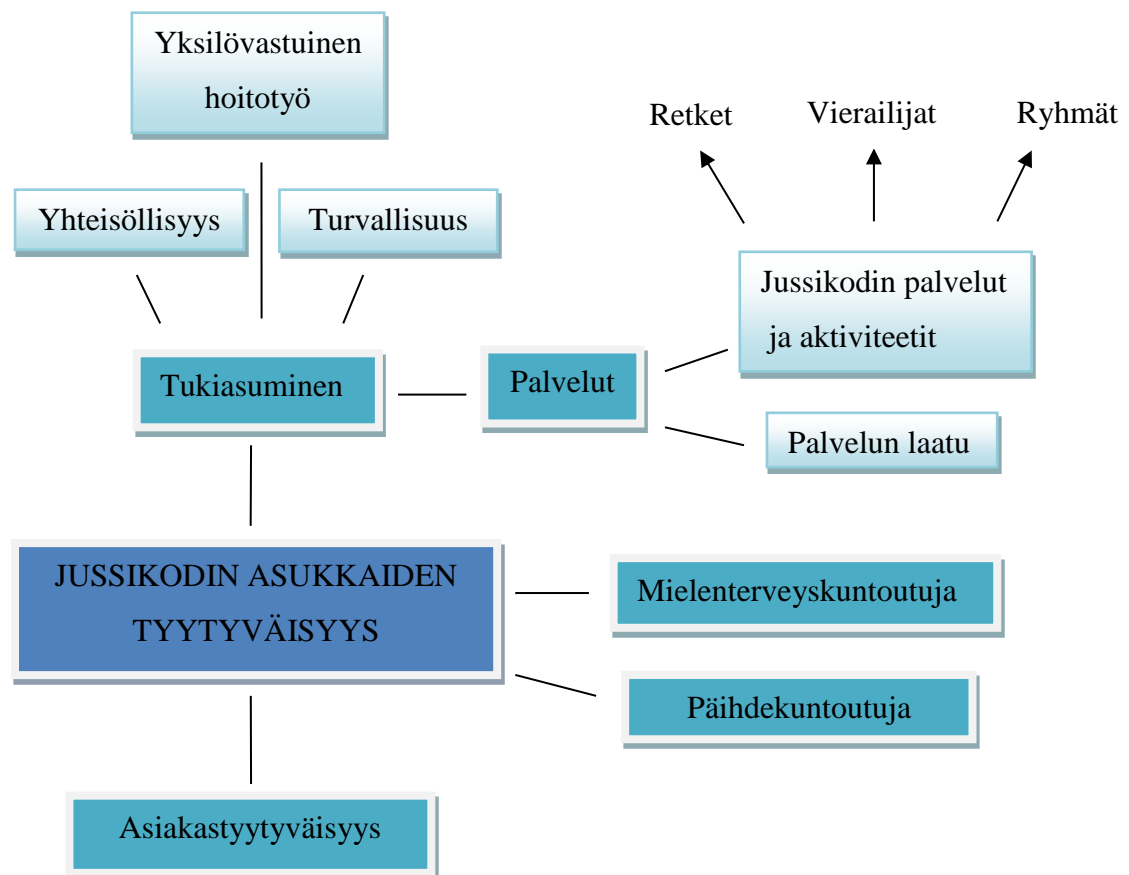 Yksilövastuinen
hoitotyö
Retket
Vierailijat
Ryhmät
Yhteisöllisyys
Turvallisuus
Jussikodin palvelut
ja aktiviteetit
Tukiasuminen
Palvelut
Palvelun laatu
JUSSIKODIN ASUKKAIDEN
TYYTYVÄISYYS
Mielenterveyskuntoutuja
Päihdekuntoutuja
Asiakastyytyväisyys